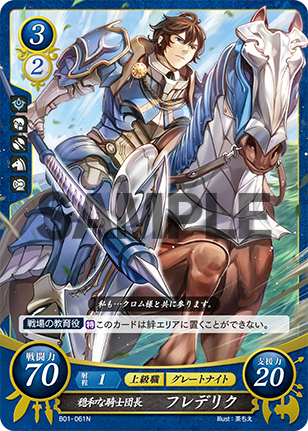 3
2
SAMPLE
私も…クロム様と共に参ります。
戦場の教育役 特 このカードは絆エリアに置くことができない。
戦闘力 70 射程 1 上級職 グレートナイト 支援力 20
穏和な騎士団長 フレデリク
B01-061N Illust:茶ちえ